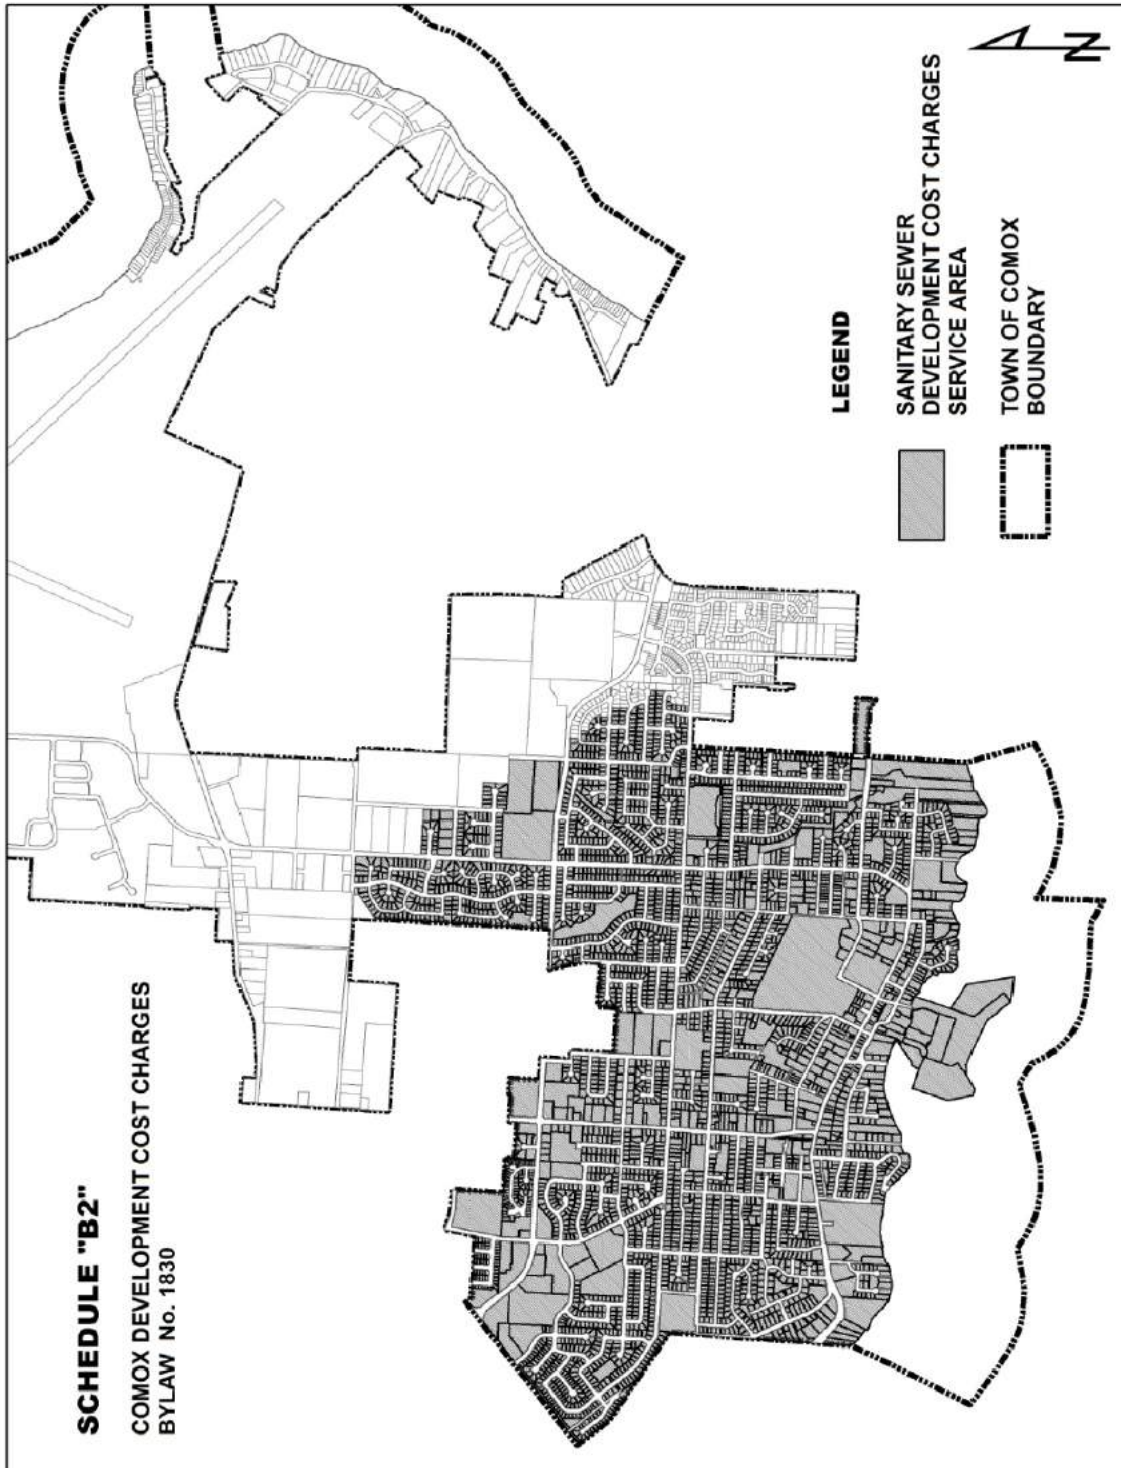 SCHEDULE "B2"
COMOX DEVELOPMENT COST CHARGES
BYLAW No. 1830
LEGEND
SANITARY SEWER
DEVELOPMENT COST CHARGES
SERVICE AREA
TOWN OF COMOX
BOUNDARY
N